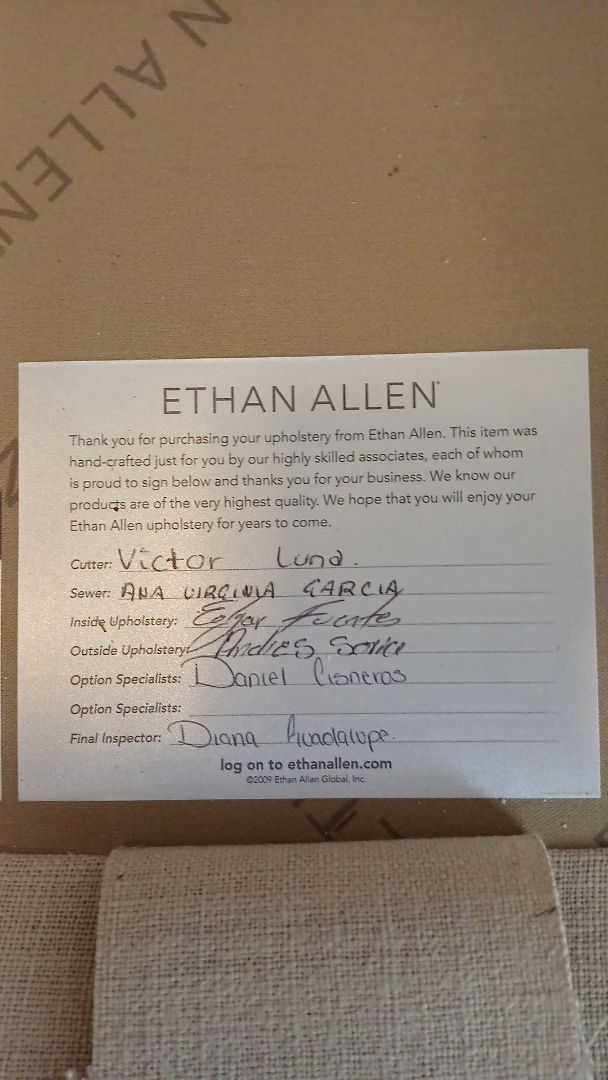 N ALLEN
ETHAN ALLEN®
Thank you for purchasing your upholstery from Ethan Allen. This item was
hand-crafted just for you by our highly skilled associates, each of whom
is proud to sign below and thanks you for your business. We know our
products are of the very highest quality. We hope that you will enjoy your
Ethan Allen upholstery for years to come.
Cutter: Victor Luna.
Sewer: ANA VIRGINIA GARCIA
Inside Upholstery: Edgar Fuentes
Outside Upholstery:
Option Specialists: Daniel Cisneros
Option Specialists:
Final Inspector: Diana Guadalupe.
log on to ethanallen.com
©2009 Ethan Allen Global, Inc.